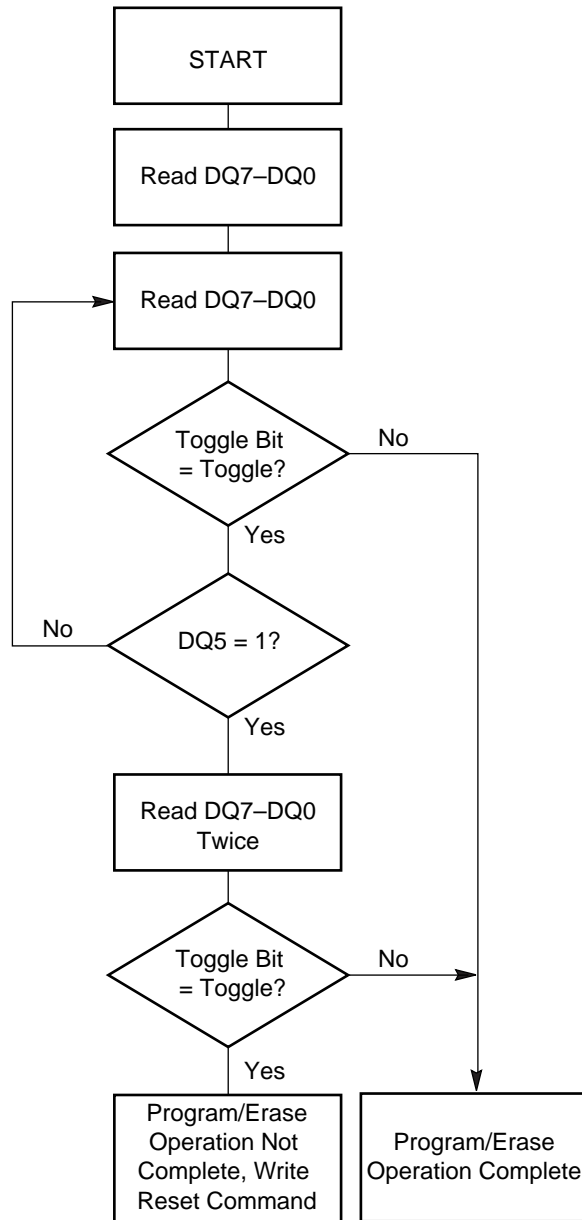 START
Read DQ7–DQ0
Read DQ7–DQ0
Toggle Bit
= Toggle?
No
Yes
No
DQ5 = 1?
Yes
Read DQ7–DQ0
Twice
Toggle Bit
= Toggle?
No
Yes
Program/Erase
Operation Not
Complete, Write
Reset Command
Program/Erase
Operation Complete